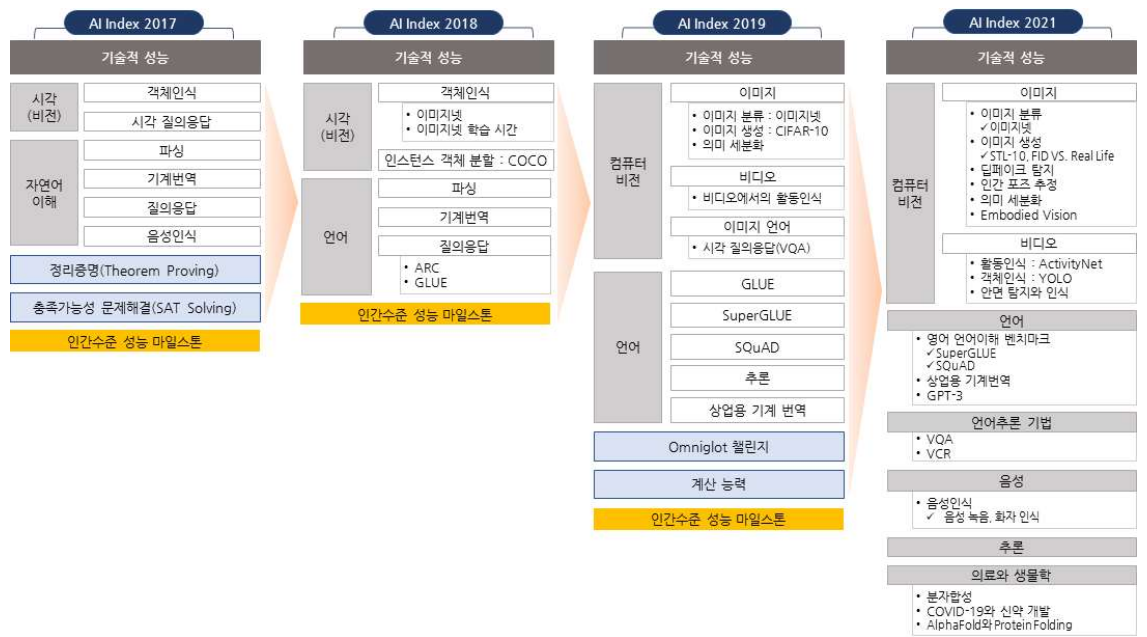 AI Index 2017
기술적 성능
시각
(비전)
객체인식
시각 질의응답
자연어
이해
파싱
기계번역
질의응답
음성인식
정리증명(Theorem Proving)
충족가능성 문제해결(SAT Solving)
인간수준 성능 마일스톤
AI Index 2018
기술적 성능
시각
(비전)
객체인식
• 이미지넷
• 이미지넷 학습 시간
인스턴스 객체 분할 : COCO
언어
파싱
기계번역
질의응답
• ARC
• GLUE
인간수준 성능 마일스톤
AI Index 2019
기술적 성능
컴퓨터
비전
이미지
• 이미지 분류 : 이미지넷
• 이미지 생성 : CIFAR-10
• 의미 세분화
비디오
• 비디오에서의 활동인식
이미지 언어
• 시각 질의응답(VQA)
언어
GLUE
SuperGLUE
SQuAD
추론
상업용 기계 번역
Omniglot 챌린지
계산 능력
인간수준 성능 마일스톤
AI Index 2021
기술적 성능
컴퓨터
비전
이미지
• 이미지 분류
✓이미지넷
• 이미지 생성
✓STL-10, FID VS. Real Life
• 딥페이크 탐지
• 인간 포즈 추정
• 의미 세분화
• Embodied Vision
비디오
• 활동인식 : ActivityNet
• 객체인식 : YOLO
• 안면 탐지와 인식
언어
• 영어 언어이해 벤치마크
✓SuperGLUE
✓SQuAD
• 상업용 기계번역
• GPT-3
언어추론 기법
• VQA
• VCR
음성
• 음성인식
✓ 음성 녹음, 화자 인식
추론
의료와 생물학
• 분자합성
• COVID-19와 신약 개발
• AlphaFold와 Protein Folding